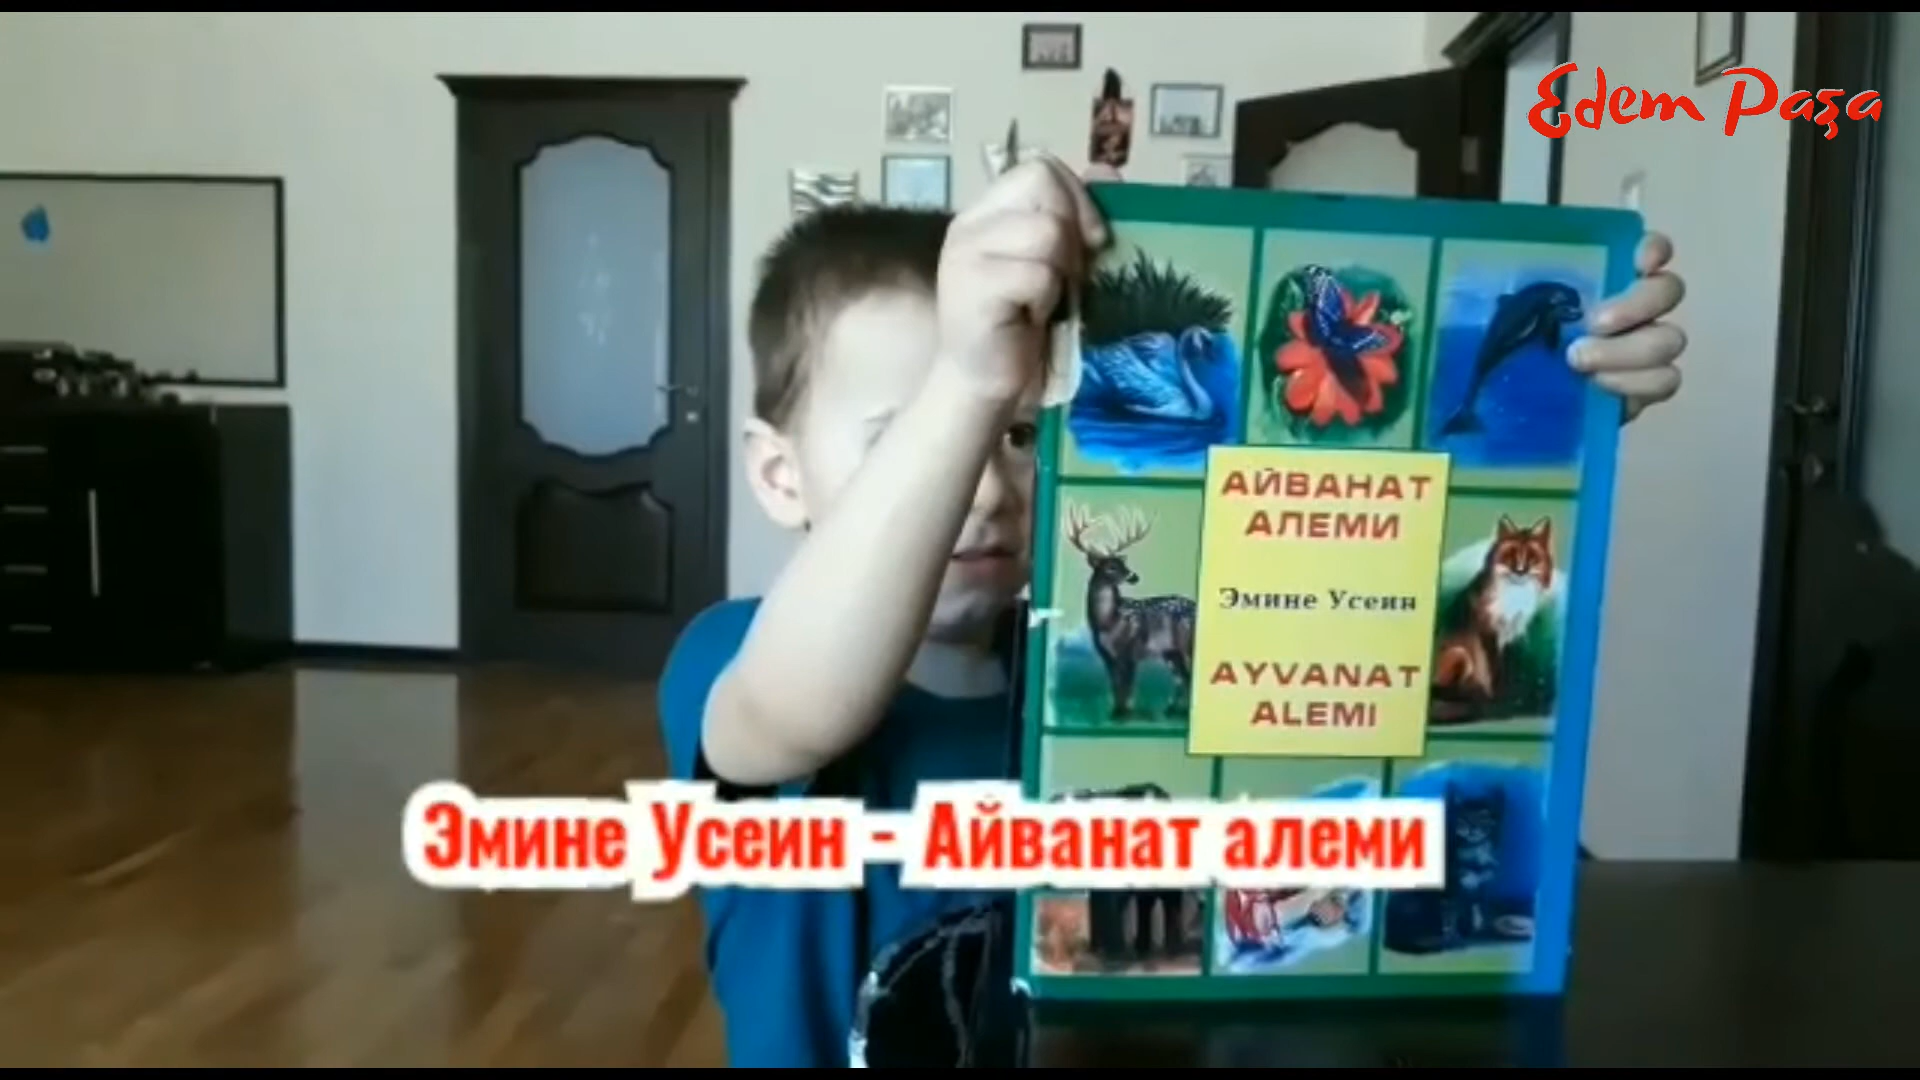 Edem Paşa
АЙВАНАТ
АЛЕМИ
Эмине Усеин
AYVANAT
ALEMI
Эмине Усеин - Айванат алеми